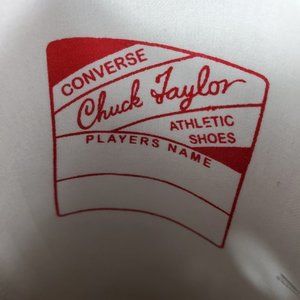 CONVERSE
Chuck Taylor
ATHLETIC
SHOES
PLAYERS NAME